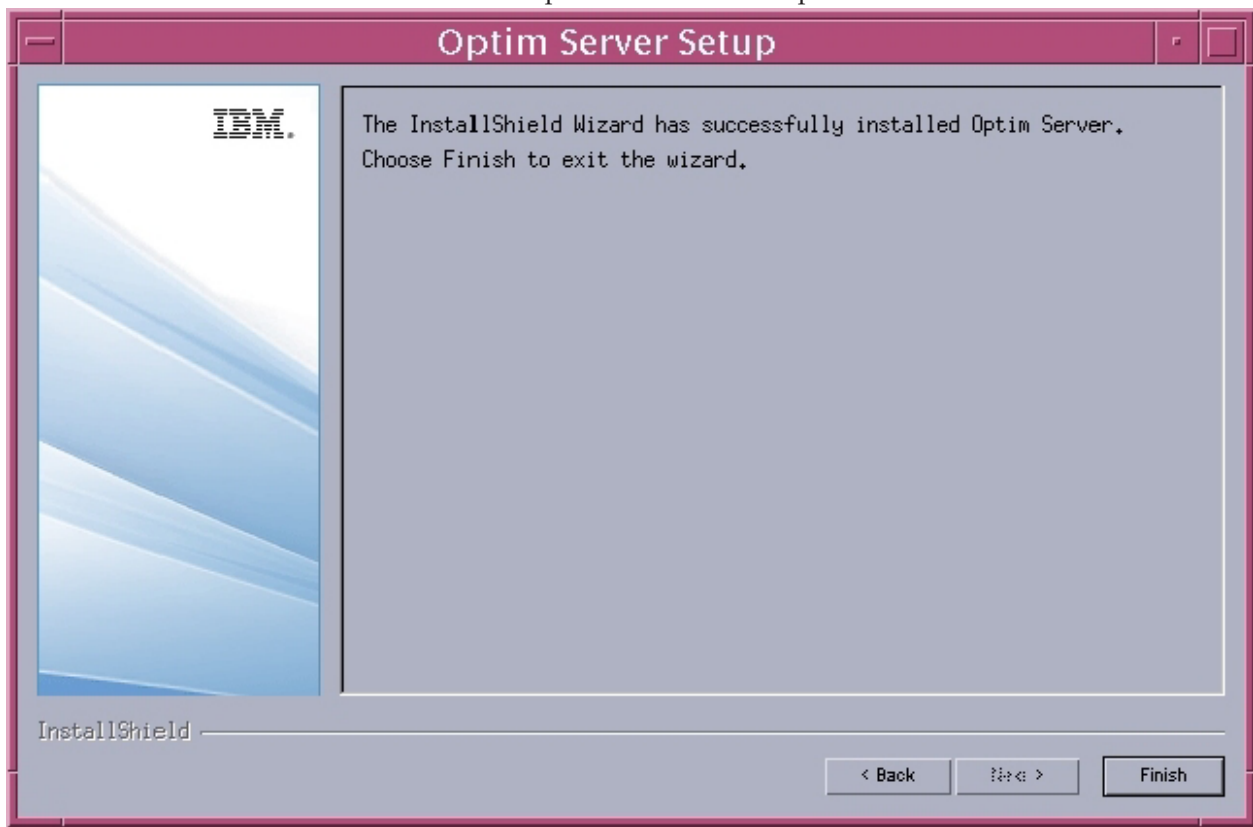 Optim Server Setup
IBM.
The InstallShield Wizard has successfully installed Optim Server.
Choose Finish to exit the wizard.
InstallShield
< Back
Next >
Finish